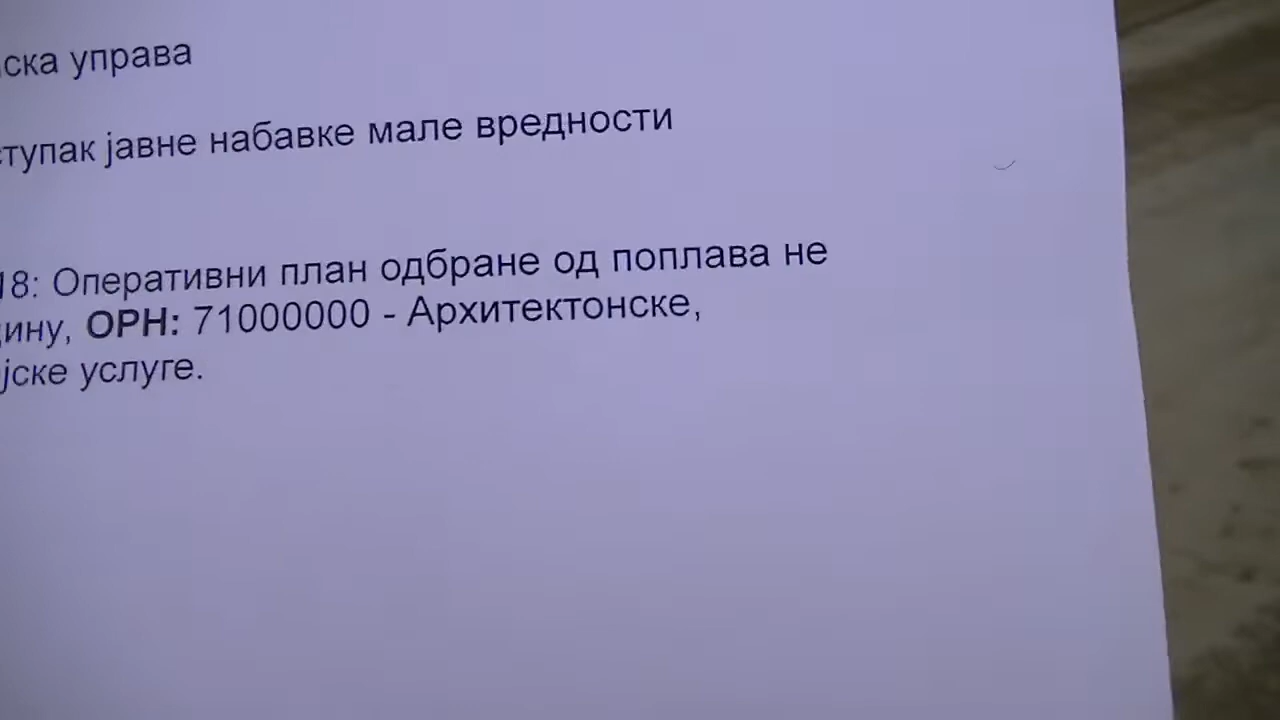 ска управа
ступак јавне набавке мале вредности
18: Оперативни план одбране од поплава не
ину, ОРН: 71000000 - Архитектонске,
јске услуге.